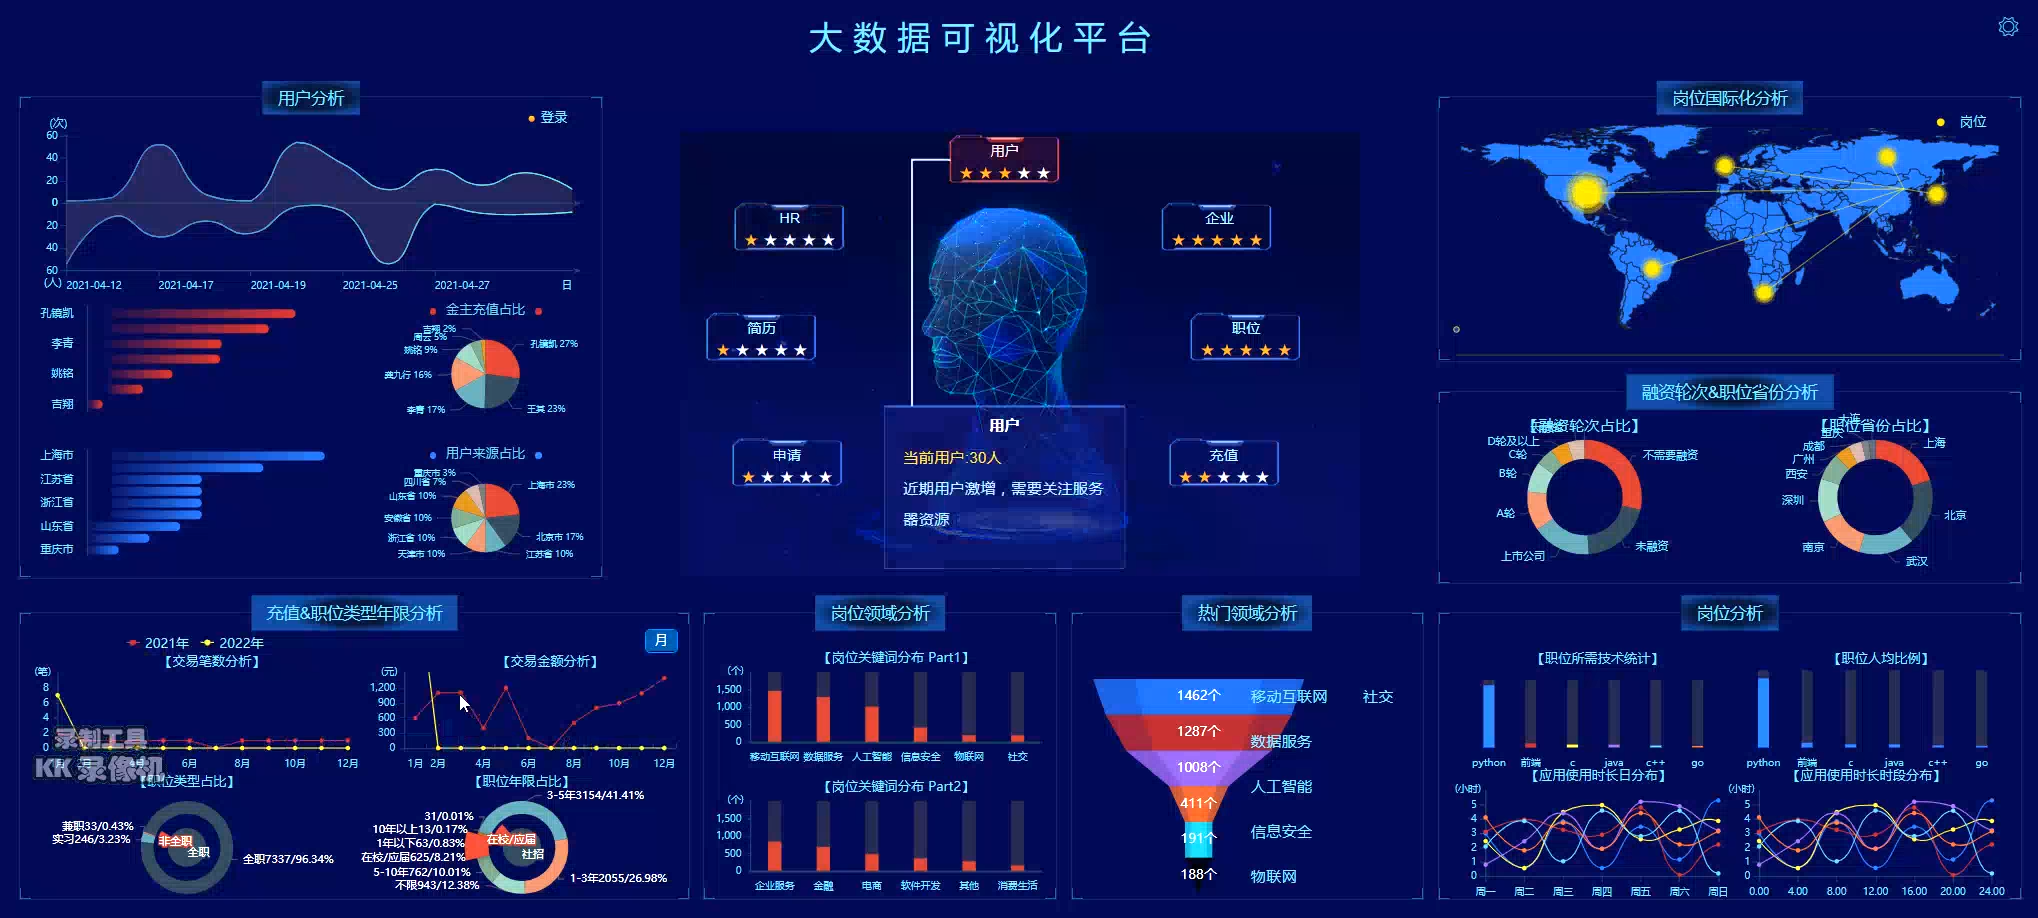 大数据可视化平台
用户分析
登录
(次)
60
40
20
0
20
40
60
(人)
2021-04-12
2021-04-17
2021-04-19
2021-04-25
2021-04-27
日
孔镜凯
李青
姚铭
吉翔
金主充值占比
吉翔 2%
周云 5%
姚铭 9%
龚九行 16%
李青 17%
孔镜凯 27%
王其 23%
上海市
江苏省
浙江省
山东省
重庆市
用户来源占比
重庆市 3%
四川省 7%
山东省 10%
安徽省 10%
浙江省 10%
天津市 10%
上海市 23%
北京市 17%
江苏省 10%
用户
HR
企业
简历
职位
申请
充值
用户
当前用户:30人
近期用户激增，需要关注服务
器资源
岗位国际化分析
岗位
融资轮次&职位省份分析
融资轮次占比】
D轮及以上
C轮
B轮
A轮
上市公司
不需要融资
未融资
【职位省份占比】
大连
重庆
成都
广州
西安
深圳
南京
上海
北京
武汉
充值&职位类型年限分析
月
2021年
2022年
【交易笔数分析】
(笔)
8
6
4
2
0
6月
8月
10月
12月
【交易金额分析】
(元)
1,200
900
600
300
0
1月
2月
4月
6月
8月
10月
12月
录制工具
KK 录像机
【职位类型占比】
兼职33/0.43%
实习246/3.23%
非全职
全职
全职7337/96.34%
【职位年限占比】
3-5年3154/41.41%
31/0.01%
10年以上13/0.17%
1年以下63/0.83%
在校/应届625/8.21%
5-10年762/10.01%
不限943/12.38%
在校/应届
社招
1-3年2055/26.98%
岗位领域分析
【岗位关键词分布 Part1】
(个)
1,500
1,000
500
0
移动互联网
数据服务
人工智能
信息安全
物联网
社交
【岗位关键词分布 Part2】
(个)
1,500
1,000
500
0
企业服务
金融
电商
软件开发
其他
消费生活
热门领域分析
1462个
移动互联网
社交
1287个
数据服务
1008个
人工智能
411个
信息安全
191个
188个
物联网
岗位分析
【职位所需技术统计】
python
前端
c
java
c++
go
【职位人均比例】
python
前端
c
java
c++
go
【应用使用时长日分布】
(小时)
5
4
3
2
1
0
周一
周二
周三
周四
周五
周六
周日
【应用使用时长时段分布】
(小时)
5
4
3
2
1
0
0.00
4.00
8.00
12.00
16.00
20.00
24.00